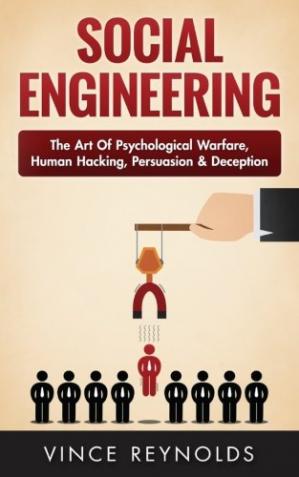 SOCIAL
ENGINEERING
The Art Of Psychological Warfare,
Human Hacking, Persuasion & Deception
VINCE REYNOLDS